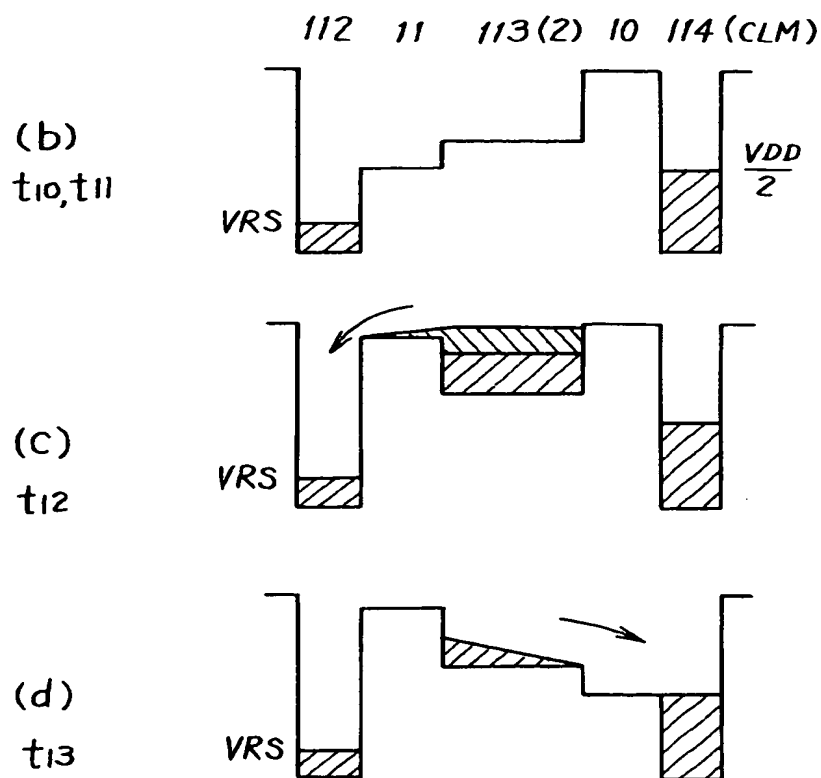 112 11 113(2) 10 114(CLM)
(b)
t10,t11
VRS
VDD
2
(c)
t12
VRS
(d)
t13
VRS